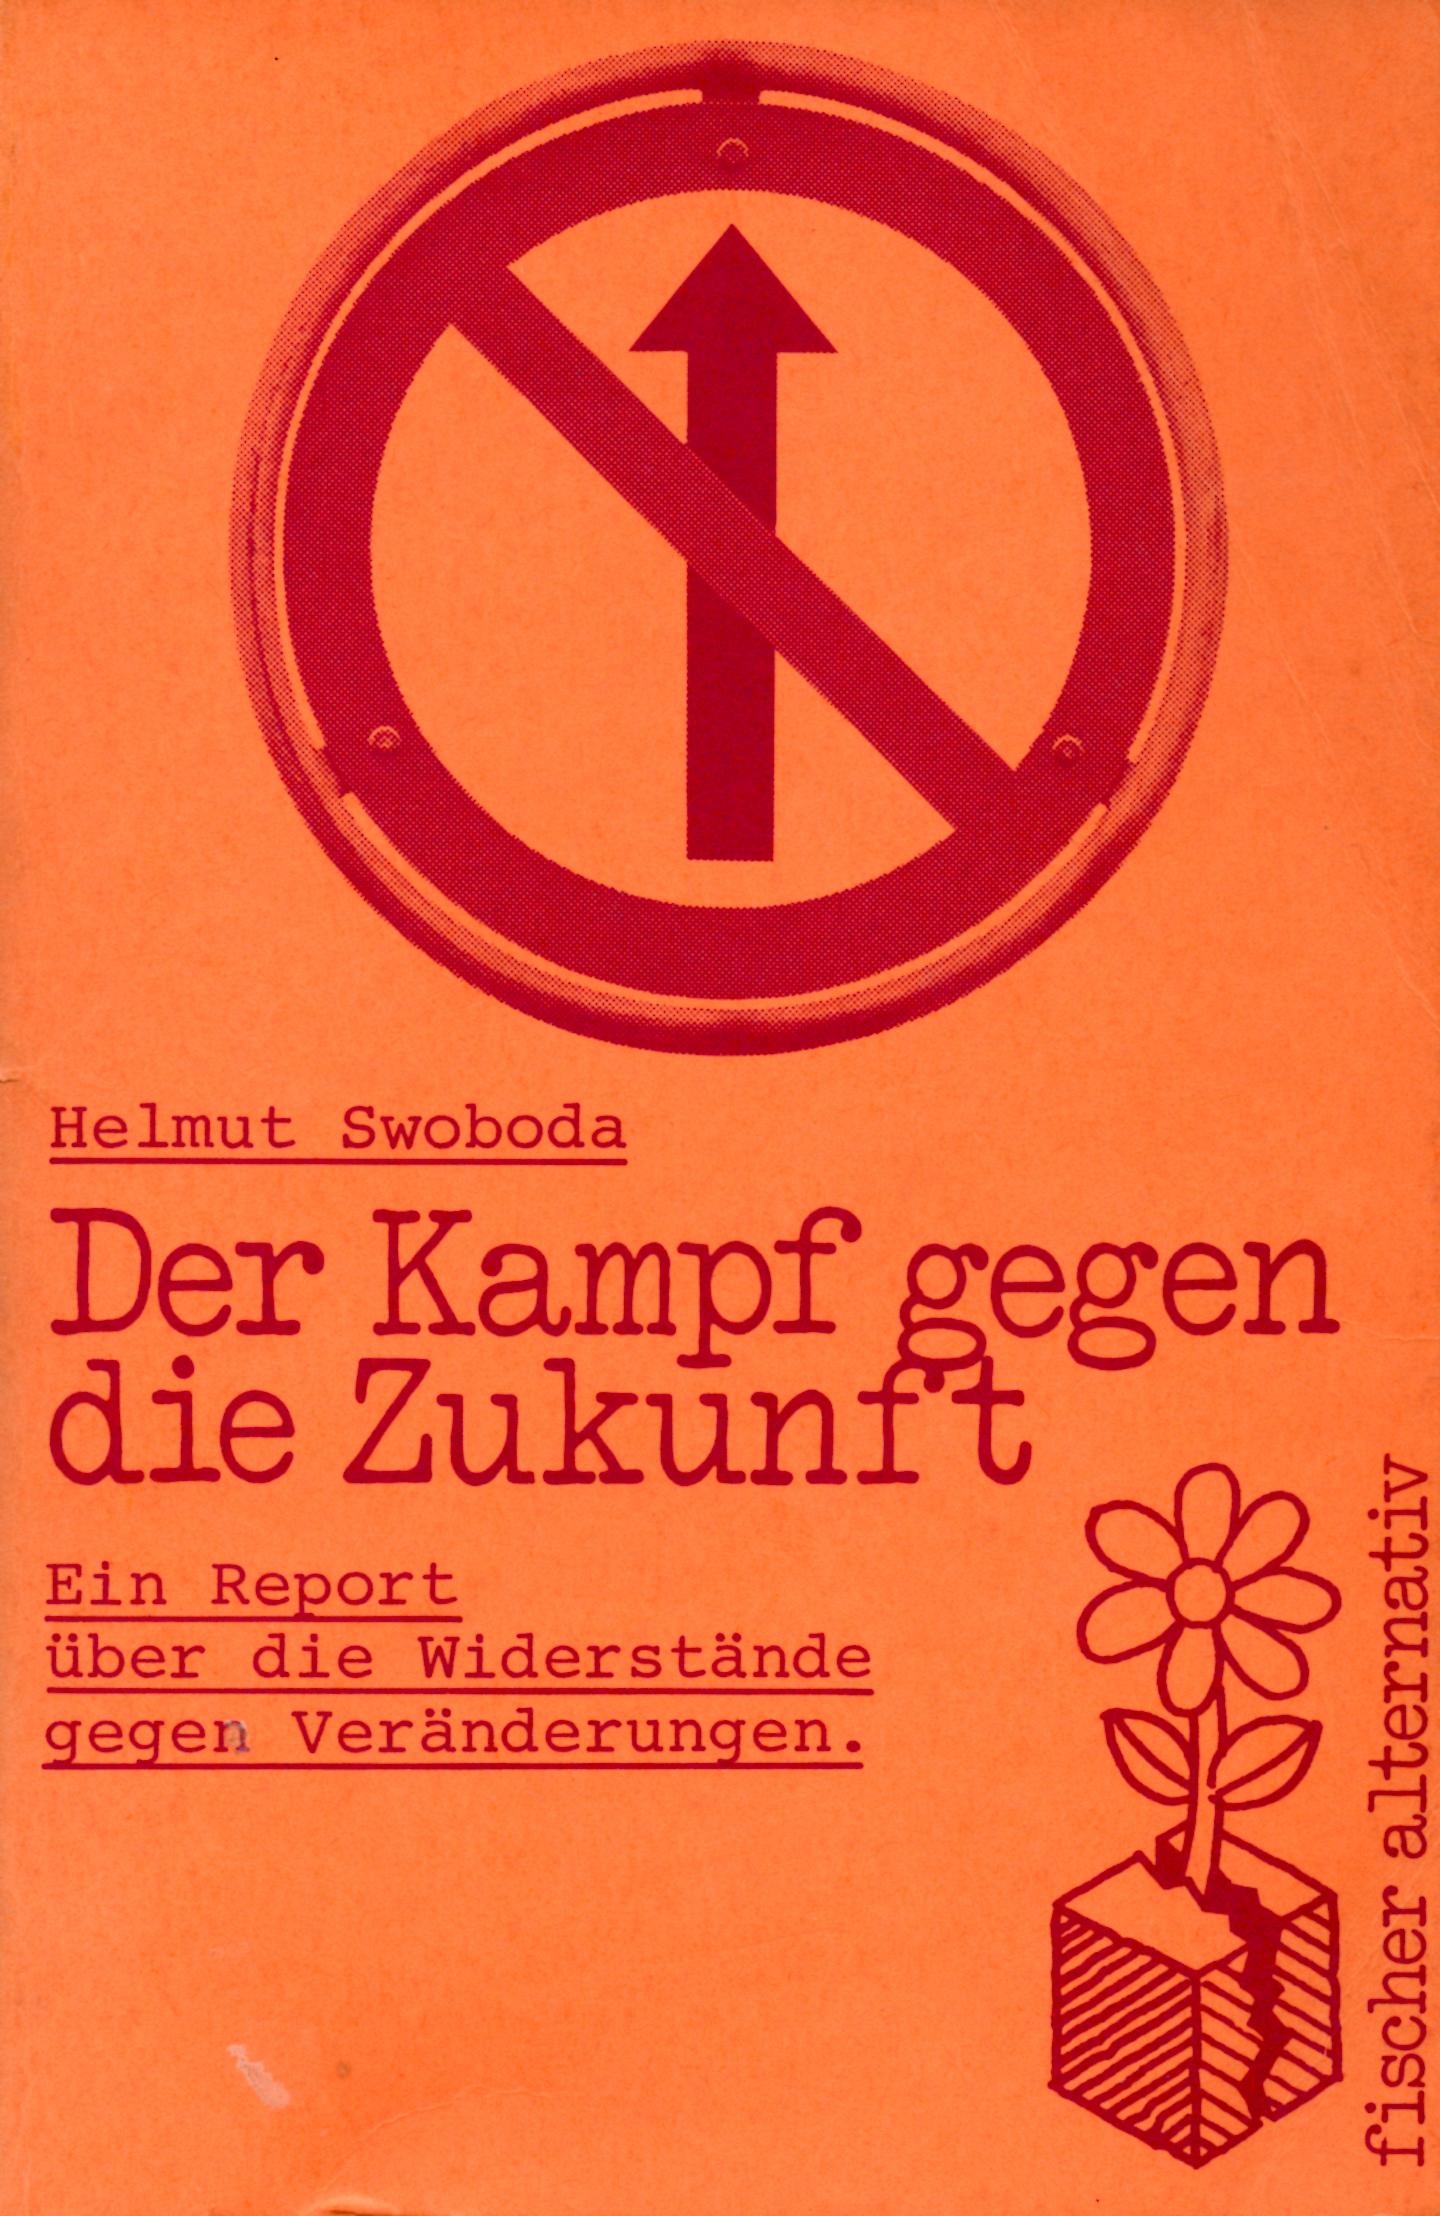 Helmut Swoboda
Der Kampf gegen
die Zukunft
Ein Report
über die Widerstände
gegen Veränderungen.
fischer alternativ